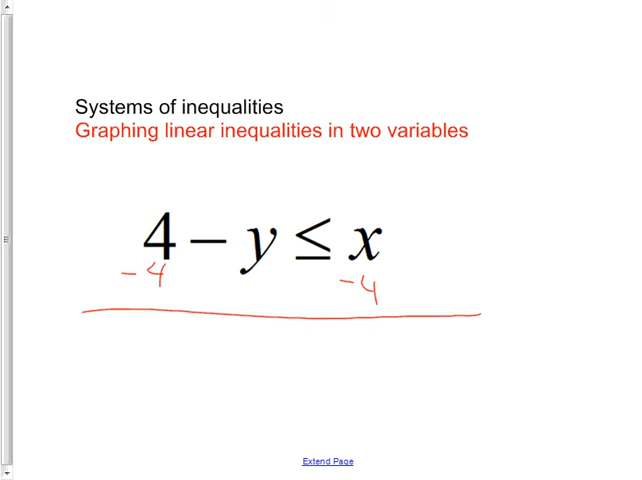 Systems of inequalities
Graphing linear inequalities in two variables
4 − y ≤ x
−4 −4
Extend Page